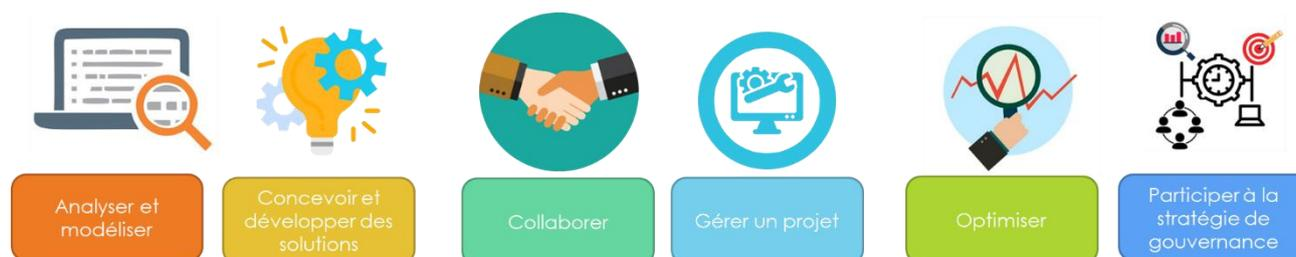 Analyser et
modéliser
Concevoir et
développer des
solutions
Collaborer
Gérer un projet
Optimiser
Participer à la
stratégie de
gouvernance